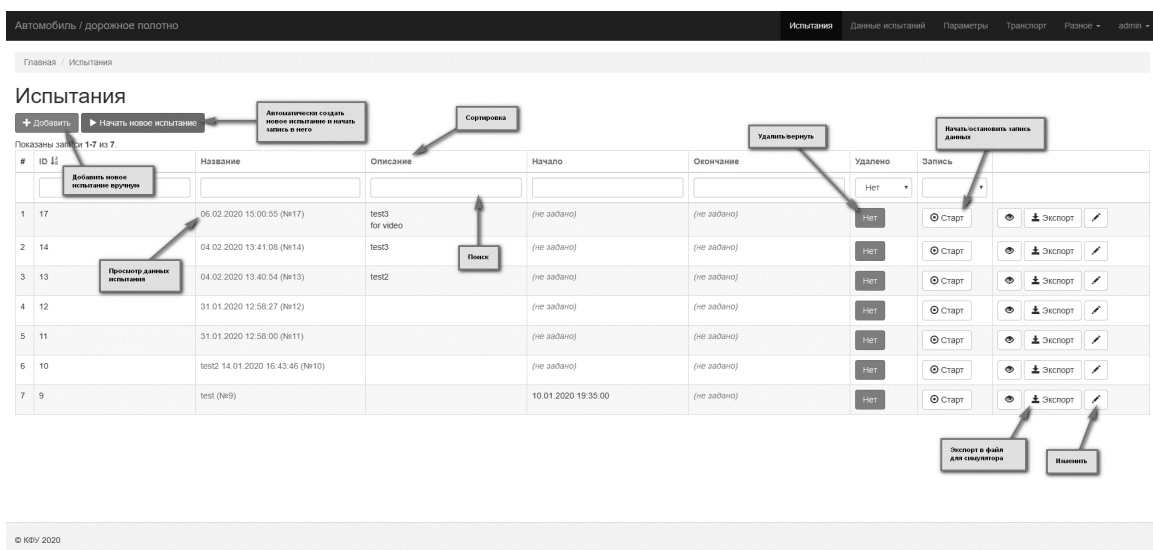 Автомобиль / дорожное полотно Испытания Данные испытаний Параметры Транспорт Разное admin
Главная / Испытания
Испытания
Добавить Начать новое испытание
Автоматически создать
новое испытание и начать
запись в него
Сортировка
Удалить/вернуть
Начать/остановить запись
данных
Показаны записи 1-7 из 7.
# ID Название Описание Начало Окончание Удалено Запись
Добавить новое
испытание вручную
Нет
1 17 06.02.2020 15:00:55 (№17) test3 (не задано) (не задано) Нет Старт Экспорт
for video
2 14 04.02.2020 13:41:08 (№14) test3 (не задано) (не задано) Нет Старт Экспорт
Поиск
Просмотр данных
испытания
3 13 04.02.2020 13:40:54 (№13) test2 (не задано) (не задано) Нет Старт Экспорт
4 12 31.01.2020 12:58:27 (№12) (не задано) (не задано) Нет Старт Экспорт
5 11 31.01.2020 12:58:00 (№11) (не задано) (не задано) Нет Старт Экспорт
6 10 test2 14.01.2020 16:43:46 (№10) (не задано) (не задано) Нет Старт Экспорт
7 9 test (№9) 10.01.2020 19:35:00 (не задано) Нет Старт Экспорт
Экспорт в файл
для симулятора
Изменить
© КФУ 2020